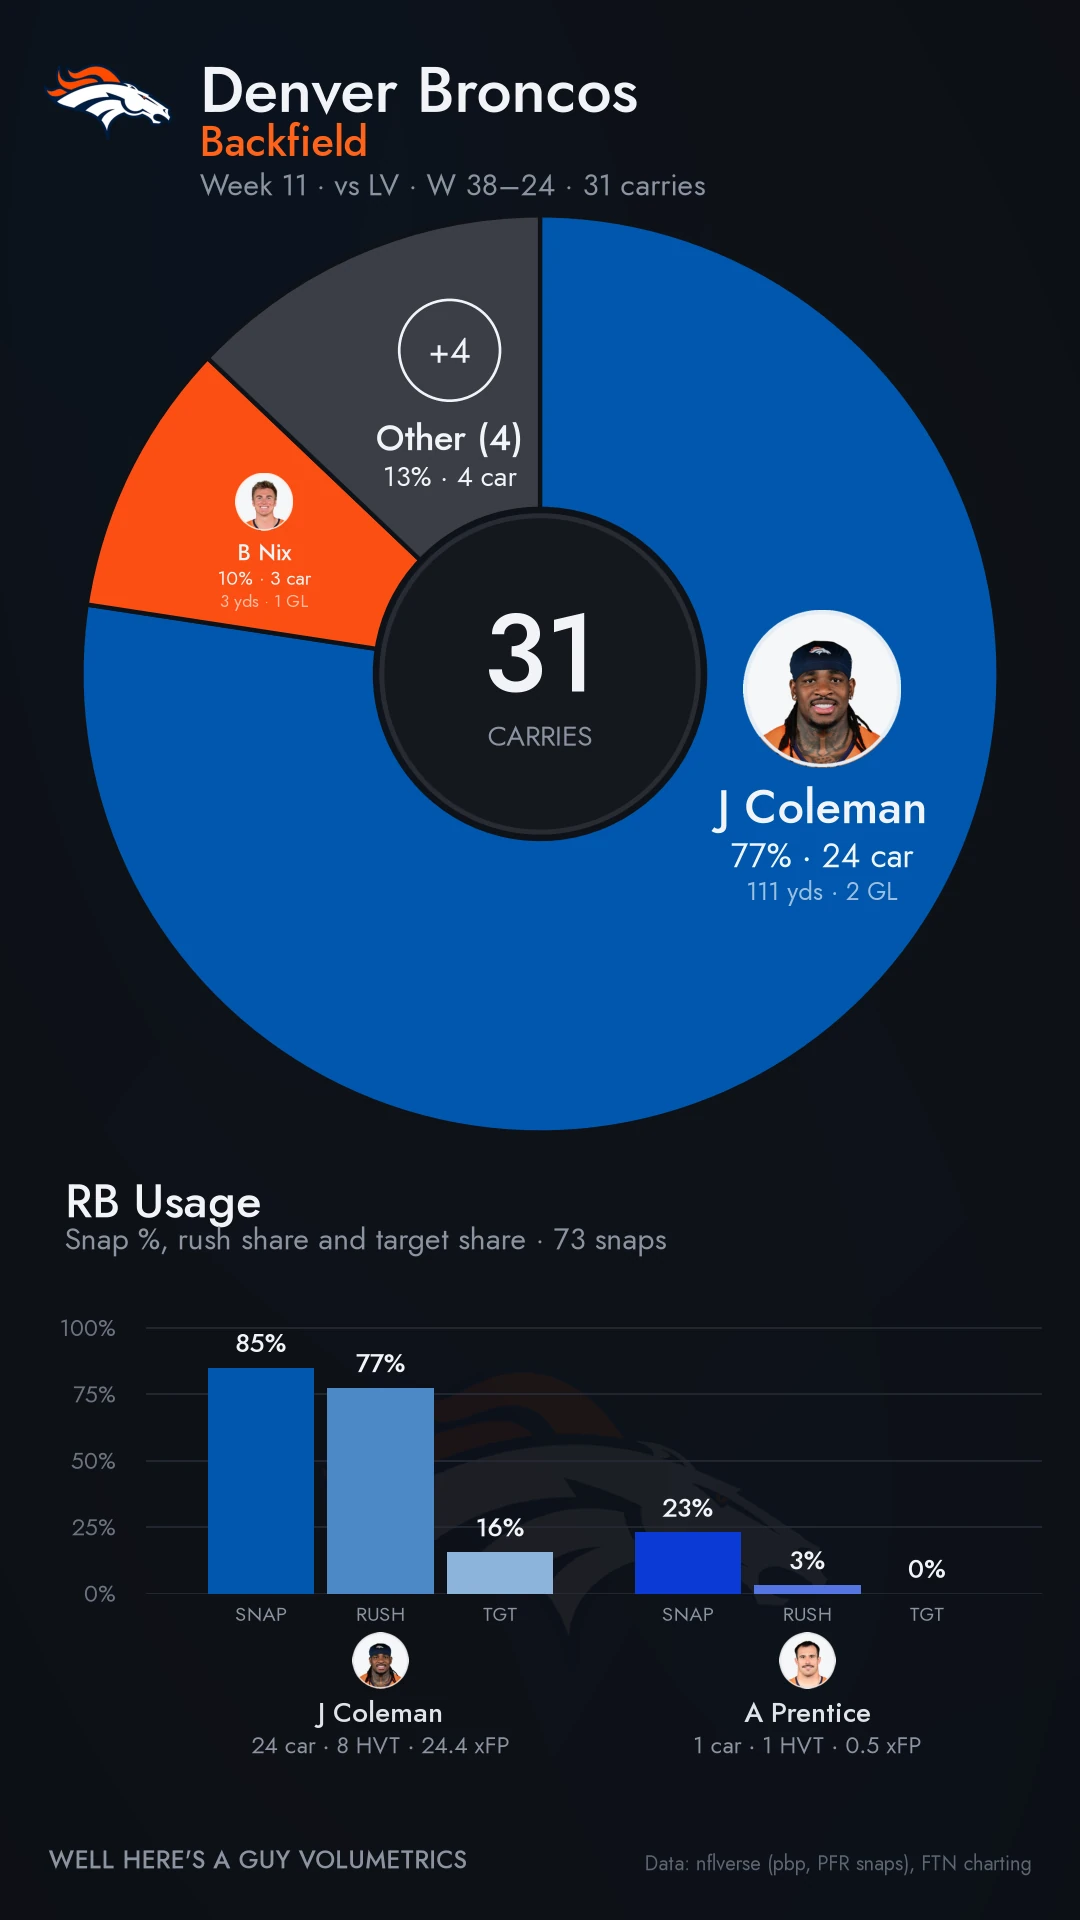 Denver Broncos
Backfield
Week 11 · vs LV · W 38–24 · 31 carries
+4
Other (4)
13% · 4 car
B Nix
10% · 3 car
3 yds · 1 GL
31
CARRIES
J Coleman
77% · 24 car
111 yds · 2 GL
RB Usage
Snap %, rush share and target share · 73 snaps
100%
75%
50%
25%
0%
85%
77%
16%
23%
3%
0%
SNAP RUSH TGT SNAP RUSH TGT
J Coleman
24 car · 8 HVT · 24.4 xFP
A Prentice
1 car · 1 HVT · 0.5 xFP
WELL HERE'S A GUY VOLUMETRICS
Data: nflverse (pbp, PFR snaps), FTN charting